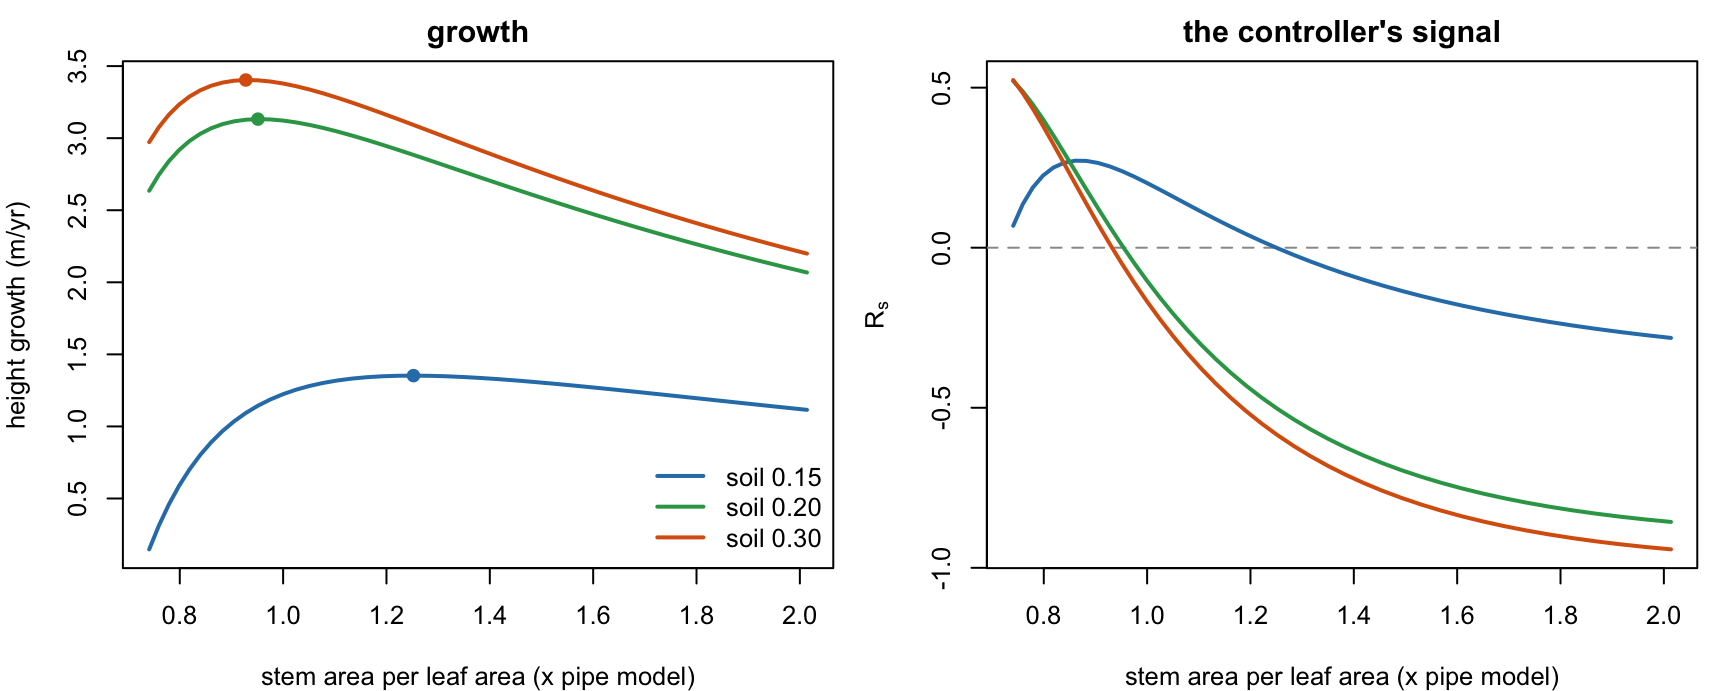 growth
height growth (m/yr)
3.5
3.0
2.5
2.0
1.5
1.0
0.5
soil 0.15
soil 0.20
soil 0.30
0.8 1.0 1.2 1.4 1.6 1.8 2.0
stem area per leaf area (x pipe model)
the controller's signal
Rs
0.5
0.0
-0.5
-1.0
0.8 1.0 1.2 1.4 1.6 1.8 2.0
stem area per leaf area (x pipe model)